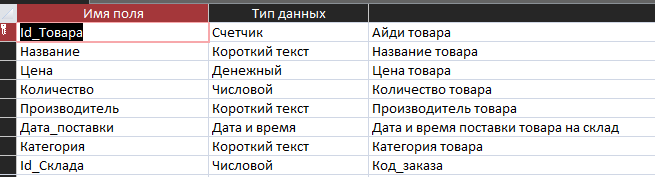 Имя поля Тип данных
Id_Товара Счетчик Айди товара
Название Короткий текст Название товара
Цена Денежный Цена товара
Количество Числовой Количество товара
Производитель Короткий текст Производитель товара
Дата_поставки Дата и время Дата и время поставки товара на склад
Категория Короткий текст Категория товара
Id_Склада Числовой Код_заказа